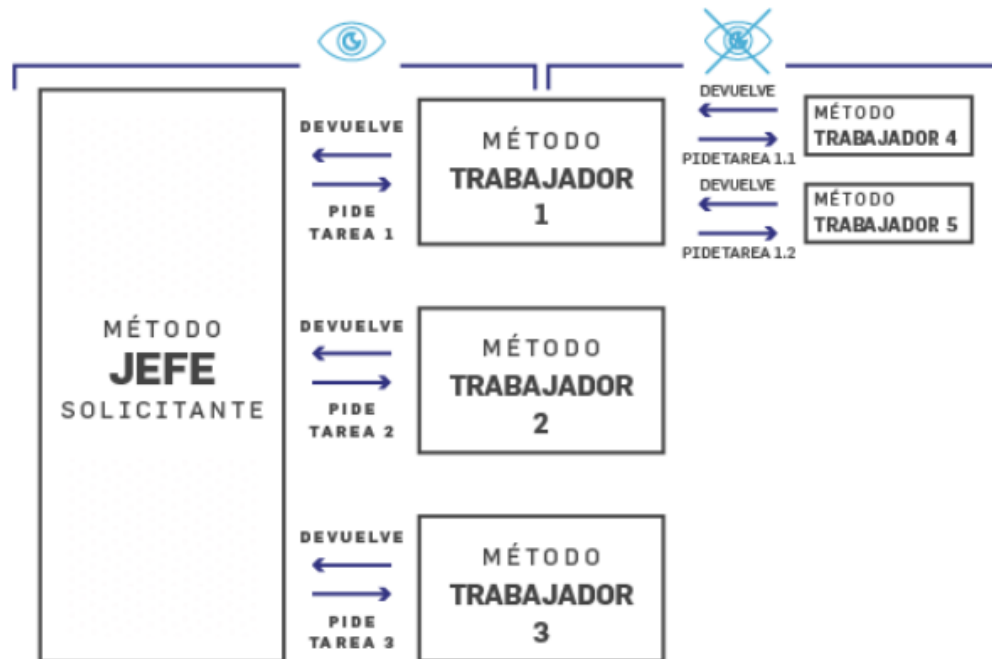 MÉTODO
JEFE
SOLICITANTE
DEVUELVE
PIDE
TAREA 1
MÉTODO
TRABAJADOR
1
DEVUELVE
PIDETAREA 1.1
MÉTODO
TRABAJADOR 4
DEVUELVE
PIDETAREA 1.2
MÉTODO
TRABAJADOR 5
DEVUELVE
PIDE
TAREA 2
MÉTODO
TRABAJADOR
2
DEVUELVE
PIDE
TAREA 3
MÉTODO
TRABAJADOR
3